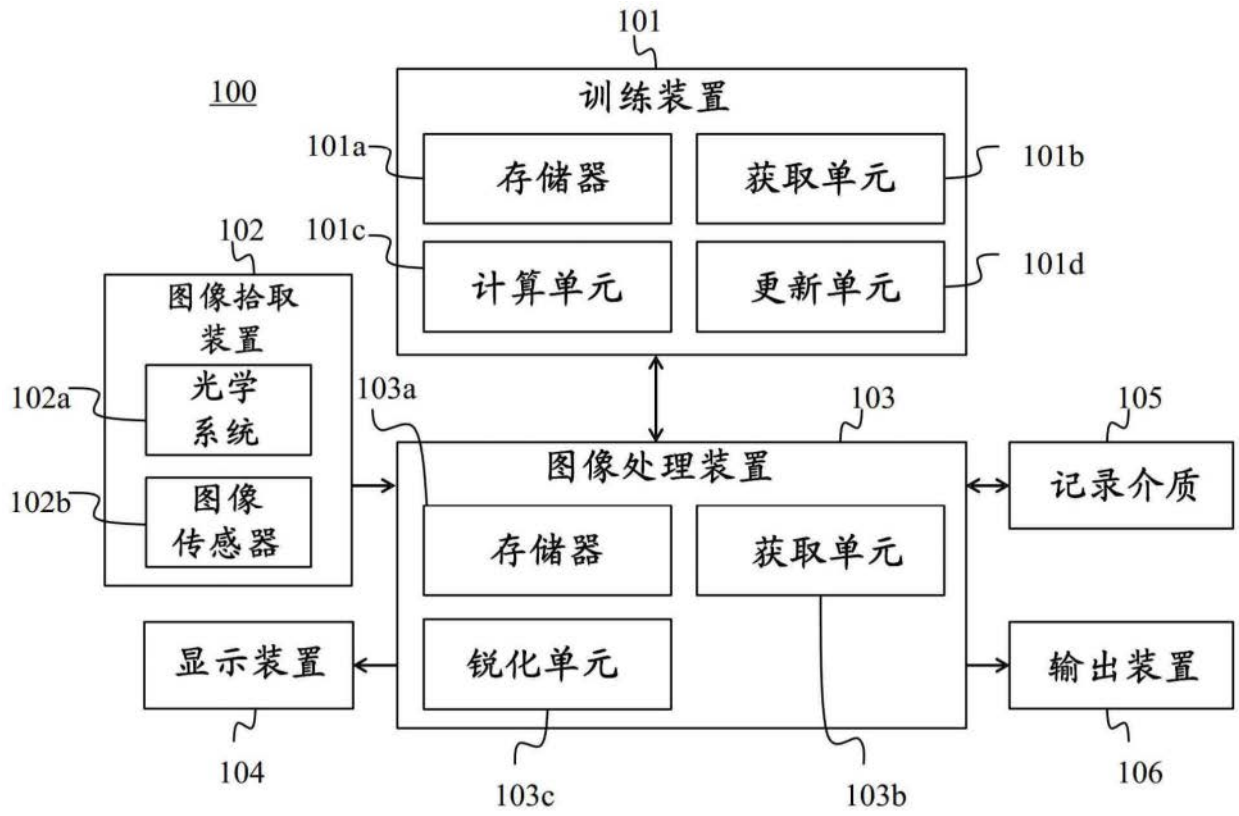 101
100
训练装置
101a
存储器
获取单元
101b
102
101c
计算单元
更新单元
101d
图像拾取
装置
102a
光学
系统
103a
103
105
图像处理装置
记录介质
102b
图像
传感器
存储器
获取单元
显示装置
锐化单元
输出装置
104
103c
103b
106